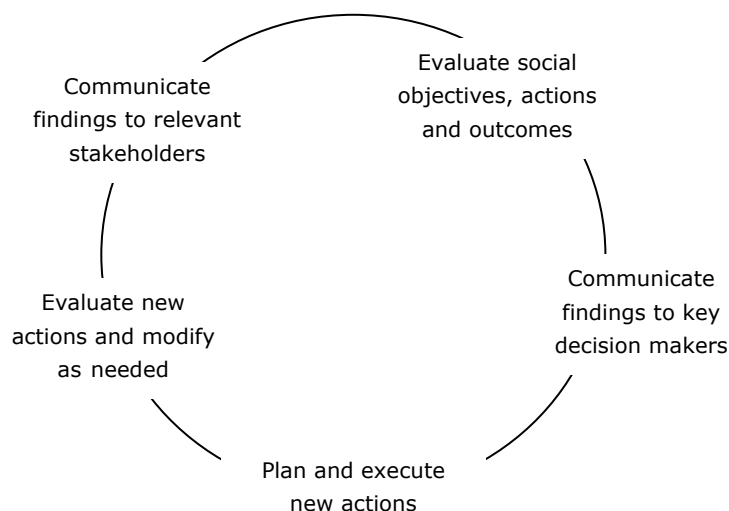 Evaluate social
objectives, actions
and outcomes
Communicate
findings to key
decision makers
Plan and execute
new actions
Evaluate new
actions and modify
as needed
Communicate
findings to relevant
stakeholders